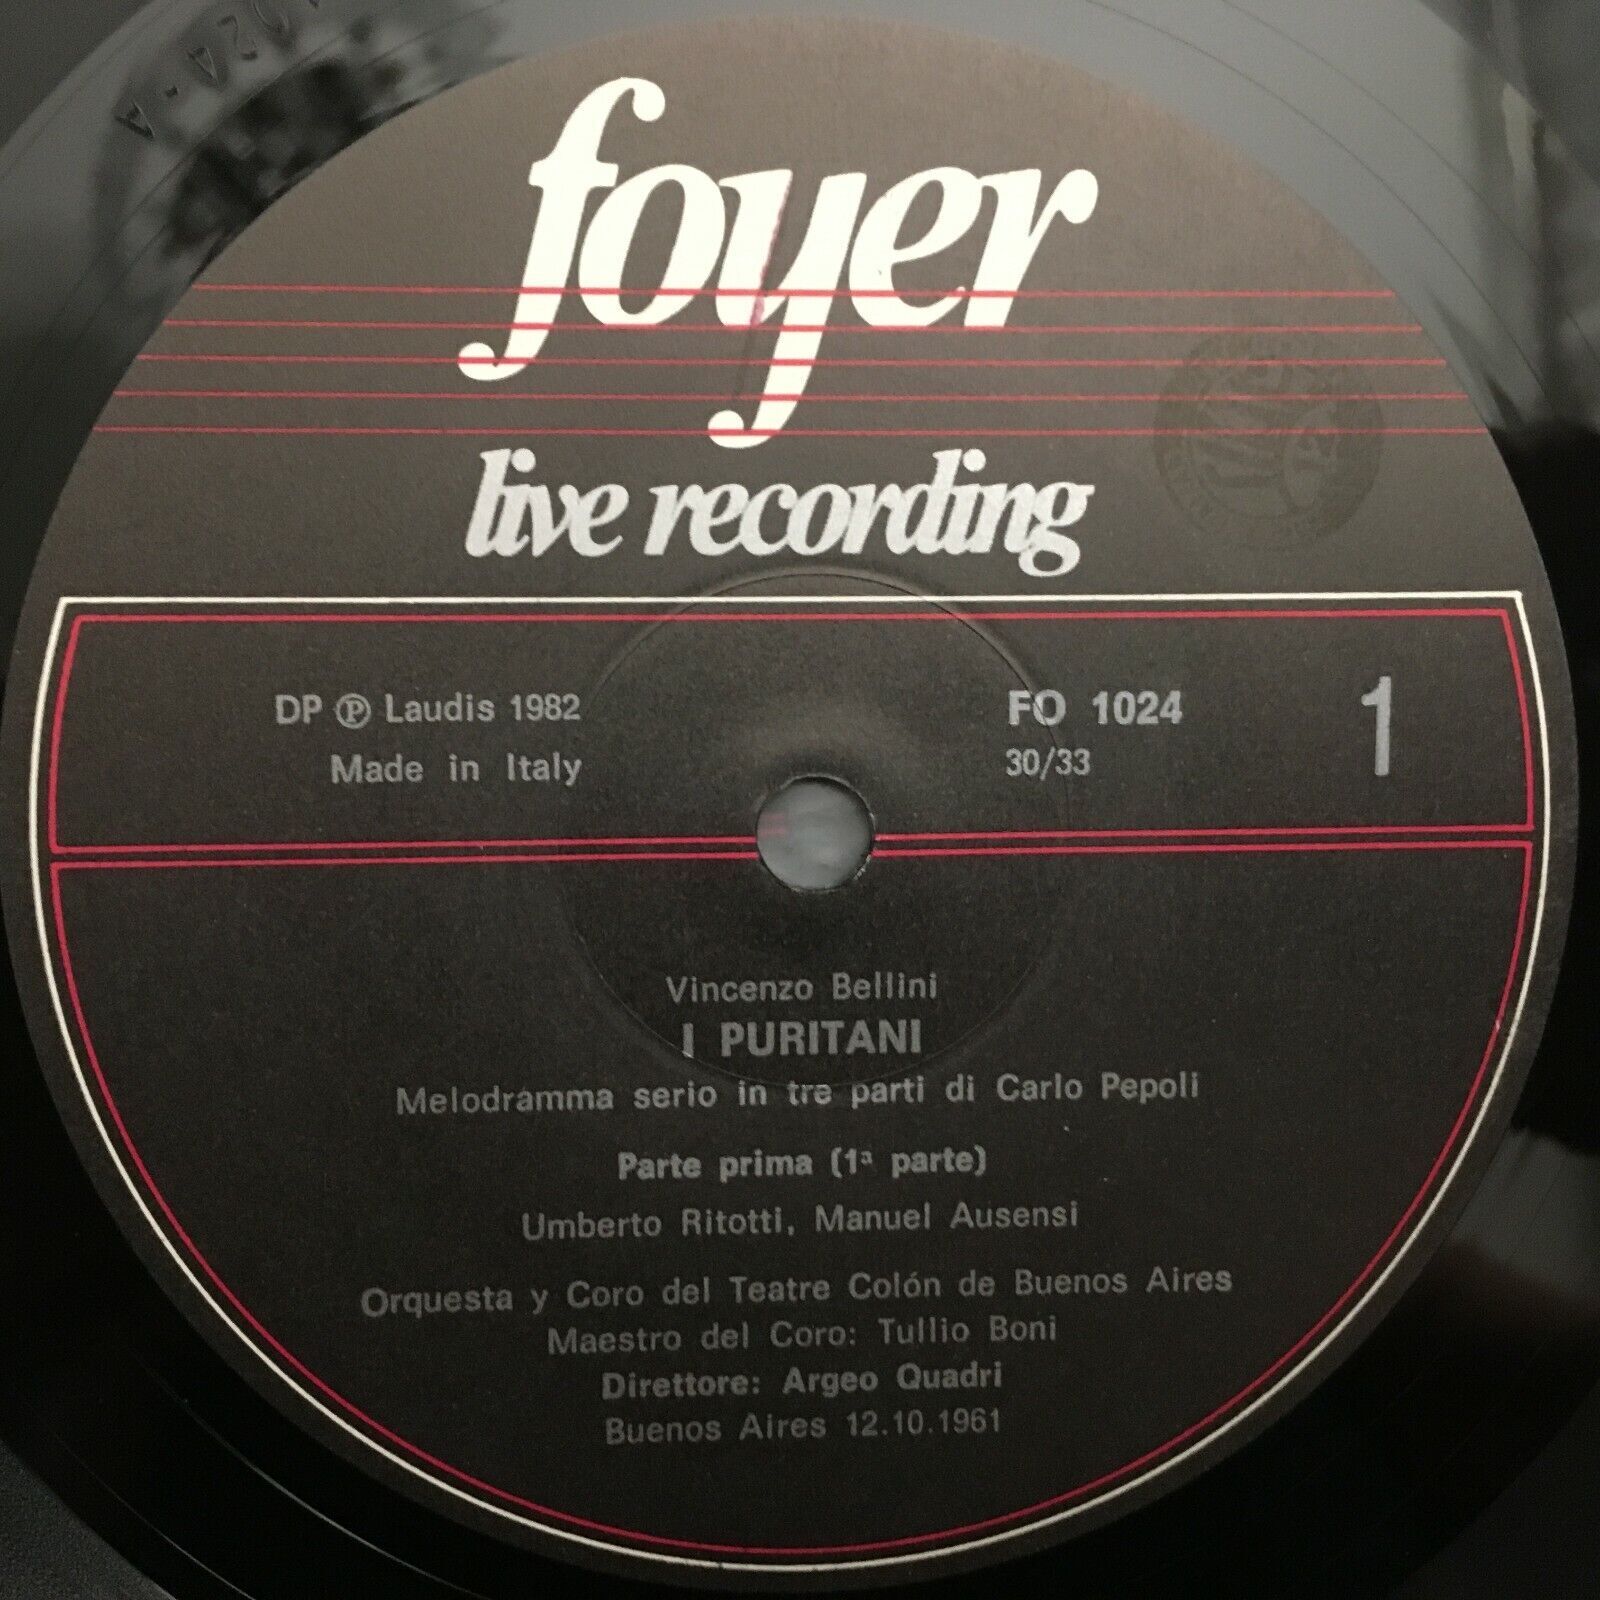 foyer
live recording
DP ℗ Laudis 1982
Made in Italy
FO 1024
30/33
1
Vincenzo Bellini
I PURITANI
Melodramma serio in tre parti di Carlo Pepoli
Parte prima (1ª parte)
Umberto Ritotti, Manuel Ausensi
Orquesta y Coro del Teatre Colón de Buenos Aires
Maestro del Coro: Tullio Boni
Direttore: Argeo Quadri
Buenos Aires 12.10.1961